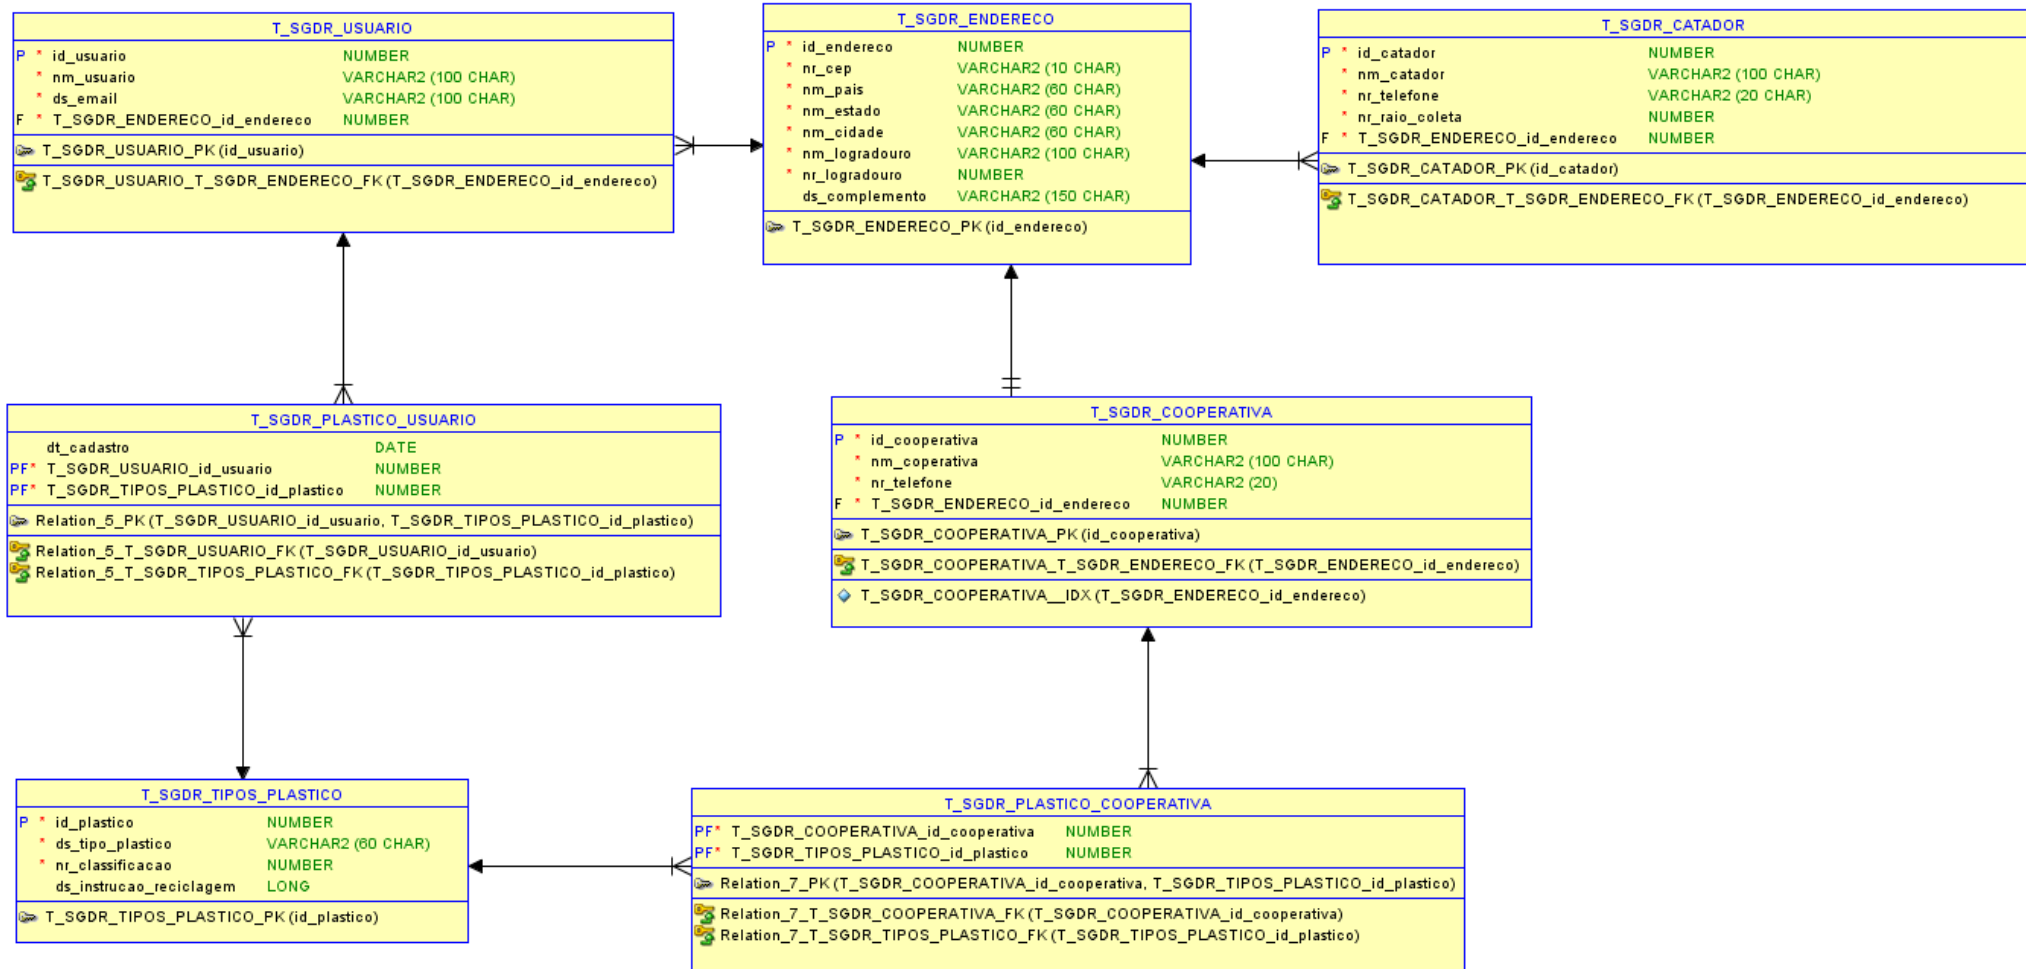 T_SGDR_USUARIO
P * id_usuario NUMBER
* nm_usuario VARCHAR2 (100 CHAR)
* ds_email VARCHAR2 (100 CHAR)
F * T_SGDR_ENDERECO_id_endereco NUMBER
T_SGDR_USUARIO_PK (id_usuario)
T_SGDR_USUARIO_T_SGDR_ENDERECO_FK (T_SGDR_ENDERECO_id_endereco)
T_SGDR_ENDERECO
P * id_endereco NUMBER
* nr_cep VARCHAR2 (10 CHAR)
* nm_pais VARCHAR2 (60 CHAR)
* nm_estado VARCHAR2 (60 CHAR)
* nm_cidade VARCHAR2 (60 CHAR)
* nm_logradouro VARCHAR2 (100 CHAR)
* nr_logradouro NUMBER
ds_complemento VARCHAR2 (150 CHAR)
T_SGDR_ENDERECO_PK (id_endereco)
T_SGDR_CATADOR
P * id_catador NUMBER
* nm_catador VARCHAR2 (100 CHAR)
* nr_telefone VARCHAR2 (20 CHAR)
* nr_raio_coleta NUMBER
F * T_SGDR_ENDERECO_id_endereco NUMBER
T_SGDR_CATADOR_PK (id_catador)
T_SGDR_CATADOR_T_SGDR_ENDERECO_FK (T_SGDR_ENDERECO_id_endereco)
T_SGDR_PLASTICO_USUARIO
dt_cadastro DATE
PF* T_SGDR_USUARIO_id_usuario NUMBER
PF* T_SGDR_TIPOS_PLASTICO_id_plastico NUMBER
Relation_5_PK (T_SGDR_USUARIO_id_usuario, T_SGDR_TIPOS_PLASTICO_id_plastico)
Relation_5_T_SGDR_USUARIO_FK (T_SGDR_USUARIO_id_usuario)
Relation_5_T_SGDR_TIPOS_PLASTICO_FK (T_SGDR_TIPOS_PLASTICO_id_plastico)
T_SGDR_COOPERATIVA
P * id_cooperativa NUMBER
* nm_coperativa VARCHAR2 (100 CHAR)
* nr_telefone VARCHAR2 (20)
F * T_SGDR_ENDERECO_id_endereco NUMBER
T_SGDR_COOPERATIVA_PK (id_cooperativa)
T_SGDR_COOPERATIVA_T_SGDR_ENDERECO_FK (T_SGDR_ENDERECO_id_endereco)
T_SGDR_COOPERATIVA__IDX (T_SGDR_ENDERECO_id_endereco)
T_SGDR_TIPOS_PLASTICO
P * id_plastico NUMBER
* ds_tipo_plastico VARCHAR2 (60 CHAR)
* nr_classificacao NUMBER
ds_instrucao_reciclagem LONG
T_SGDR_TIPOS_PLASTICO_PK (id_plastico)
T_SGDR_PLASTICO_COOPERATIVA
PF* T_SGDR_COOPERATIVA_id_cooperativa NUMBER
PF* T_SGDR_TIPOS_PLASTICO_id_plastico NUMBER
Relation_7_PK (T_SGDR_COOPERATIVA_id_cooperativa, T_SGDR_TIPOS_PLASTICO_id_plastico)
Relation_7_T_SGDR_COOPERATIVA_FK (T_SGDR_COOPERATIVA_id_cooperativa)
Relation_7_T_SGDR_TIPOS_PLASTICO_FK (T_SGDR_TIPOS_PLASTICO_id_plastico)